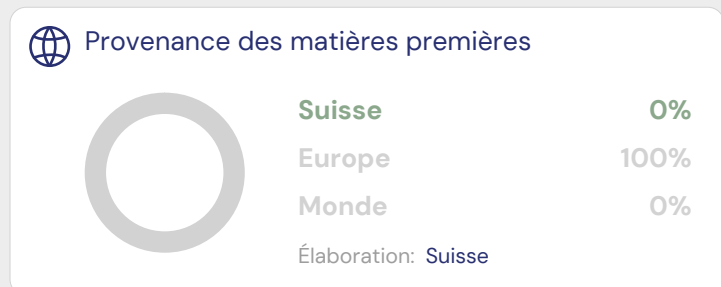 Provenance des matières premières
Suisse 0%
Europe 100%
Monde 0%
Élaboration: Suisse